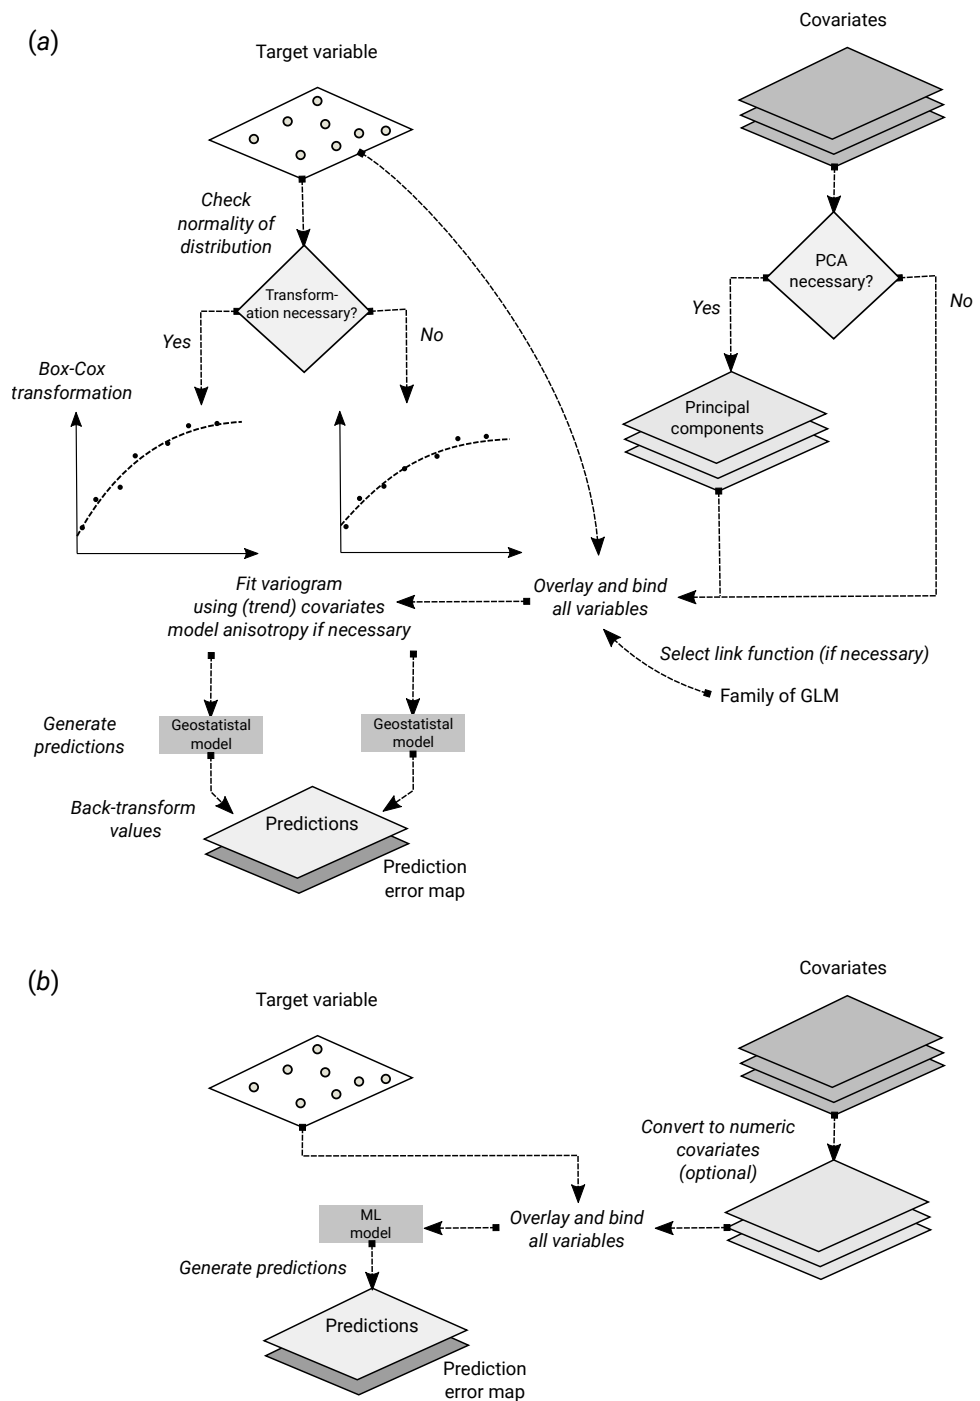 (a)
Target variable
Covariates
Check
normality of
distribution
Transform-
ation necessary?
Yes
No
PCA
necessary?
Yes
No
Box-Cox
transformation
Principal
components
Fit variogram
using (trend) covariates
model anisotropy if necessary
Overlay and bind
all variables
Select link function (if necessary)
Family of GLM
Generate
predictions
Geostatistal
model
Geostatistal
model
Back-transform
values
Predictions
Prediction
error map
(b)
Target variable
Covariates
Convert to numeric
covariates
(optional)
Overlay and bind
all variables
ML
model
Generate predictions
Predictions
Prediction
error map